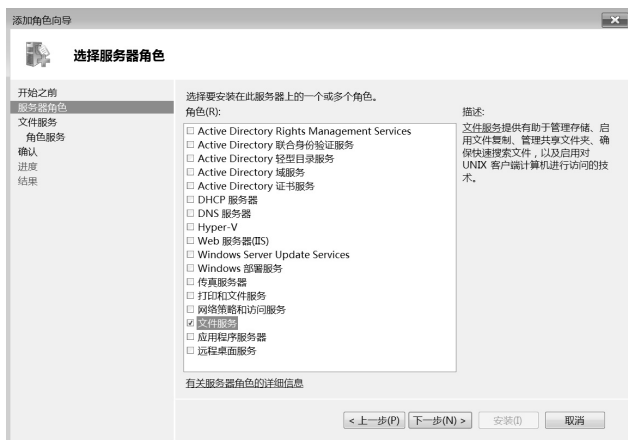 添加角色向导
选择服务器角色
开始之前
服务器角色
文件服务
角色服务
确认
进度
结果
选择要安装在此服务器上的一个或多个角色。
角色(R):
Active Directory Rights Management Services
Active Directory 联合身份验证服务
Active Directory 轻型目录服务
Active Directory 域服务
Active Directory 证书服务
DHCP 服务器
DNS 服务器
Hyper-V
Web 服务器(IIS)
Windows Server Update Services
Windows 部署服务
传真服务器
打印和文件服务
网络策略和访问服务
文件服务
应用程序服务器
远程桌面服务
有关服务器角色的详细信息
描述:
文件服务提供有助于管理存储、启
用文件复制、管理共享文件夹、确
保快速搜索文件，以及启用对
UNIX 客户端计算机进行访问的技
术。
< 上一步(P)
下一步(N) >
安装(I)
取消